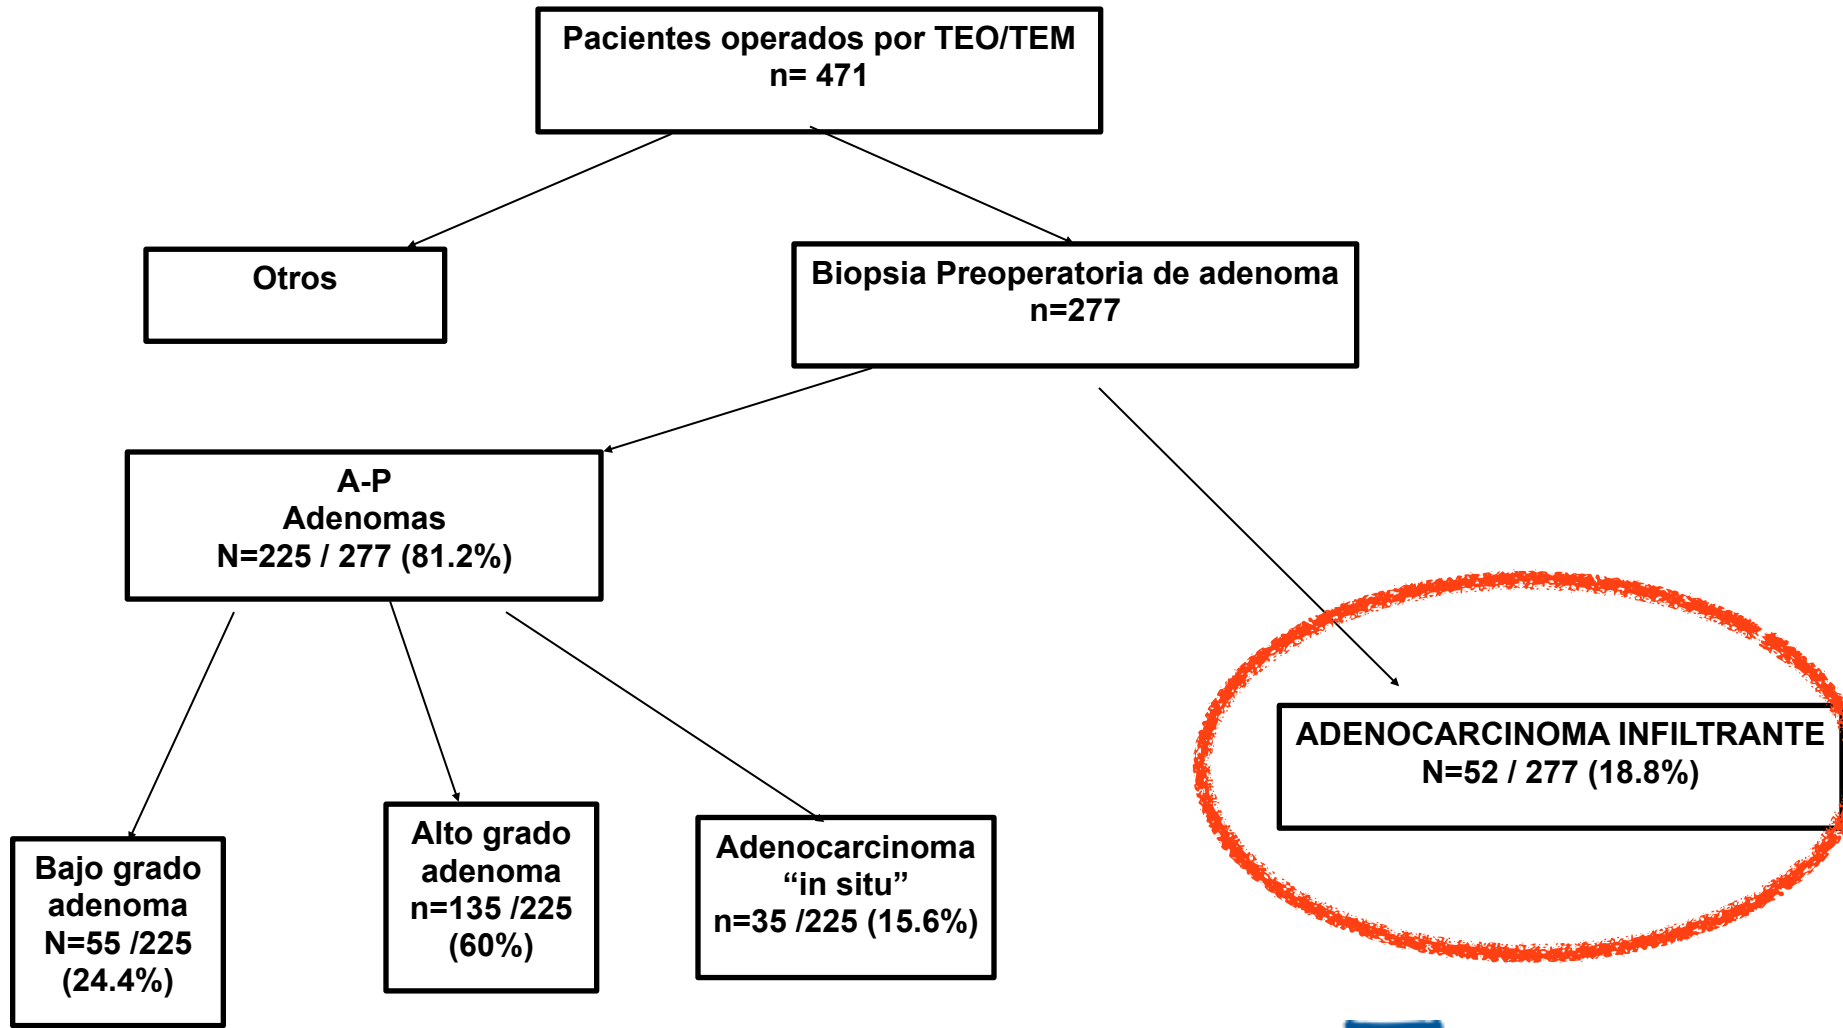 Pacientes operados por TEO/TEM
n= 471
Otros
Biopsia Preoperatoria de adenoma
n=277
A-P
Adenomas
N=225 / 277 (81.2%)
ADENOCARCINOMA INFILTRANTE
N=52 / 277 (18.8%)
Bajo grado
adenoma
N=55 /225
(24.4%)
Alto grado
adenoma
n=135 /225
(60%)
Adenocarcinoma
“in situ”
n=35 /225 (15.6%)